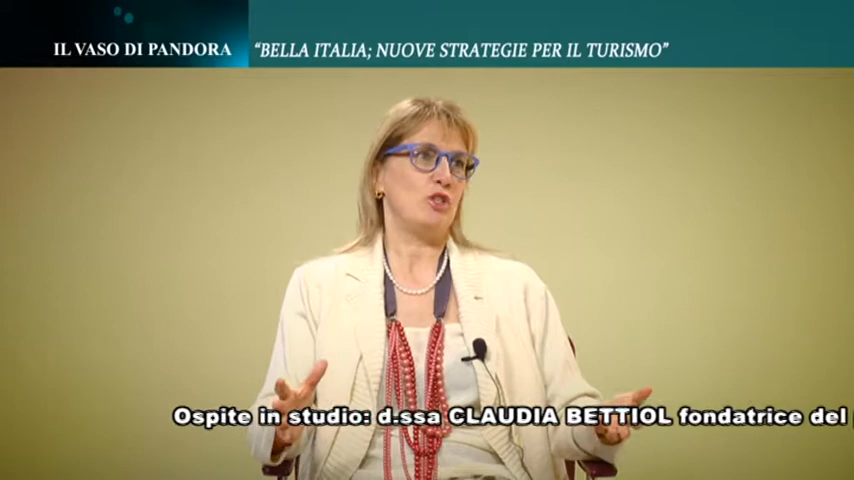 IL VASO DI PANDORA
“BELLA ITALIA; NUOVE STRATEGIE PER IL TURISMO”
Ospite in studio: d.ssa CLAUDIA BETTIOL fondatrice del